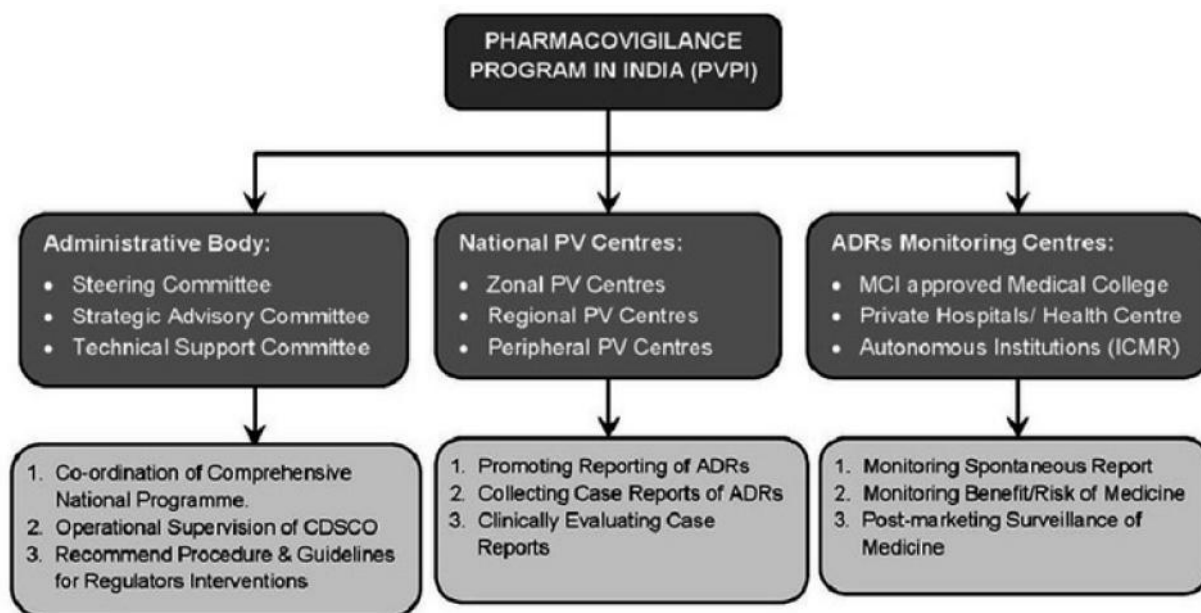 PHARMACOVIGILANCE
PROGRAM IN INDIA (PVPI)
Administrative Body:
• Steering Committee
• Strategic Advisory Committee
• Technical Support Committee
National PV Centres:
• Zonal PV Centres
• Regional PV Centres
• Peripheral PV Centres
ADRs Monitoring Centres:
• MCI approved Medical College
• Private Hospitals/ Health Centre
• Autonomous Institutions (ICMR)
1. Co-ordination of Comprehensive
National Programme.
2. Operational Supervision of CDSCO
3. Recommend Procedure & Guidelines
for Regulators Interventions
1. Promoting Reporting of ADRs
2. Collecting Case Reports of ADRs
3. Clinically Evaluating Case
Reports
1. Monitoring Spontaneous Report
2. Monitoring Benefit/Risk of Medicine
3. Post-marketing Surveillance of
Medicine